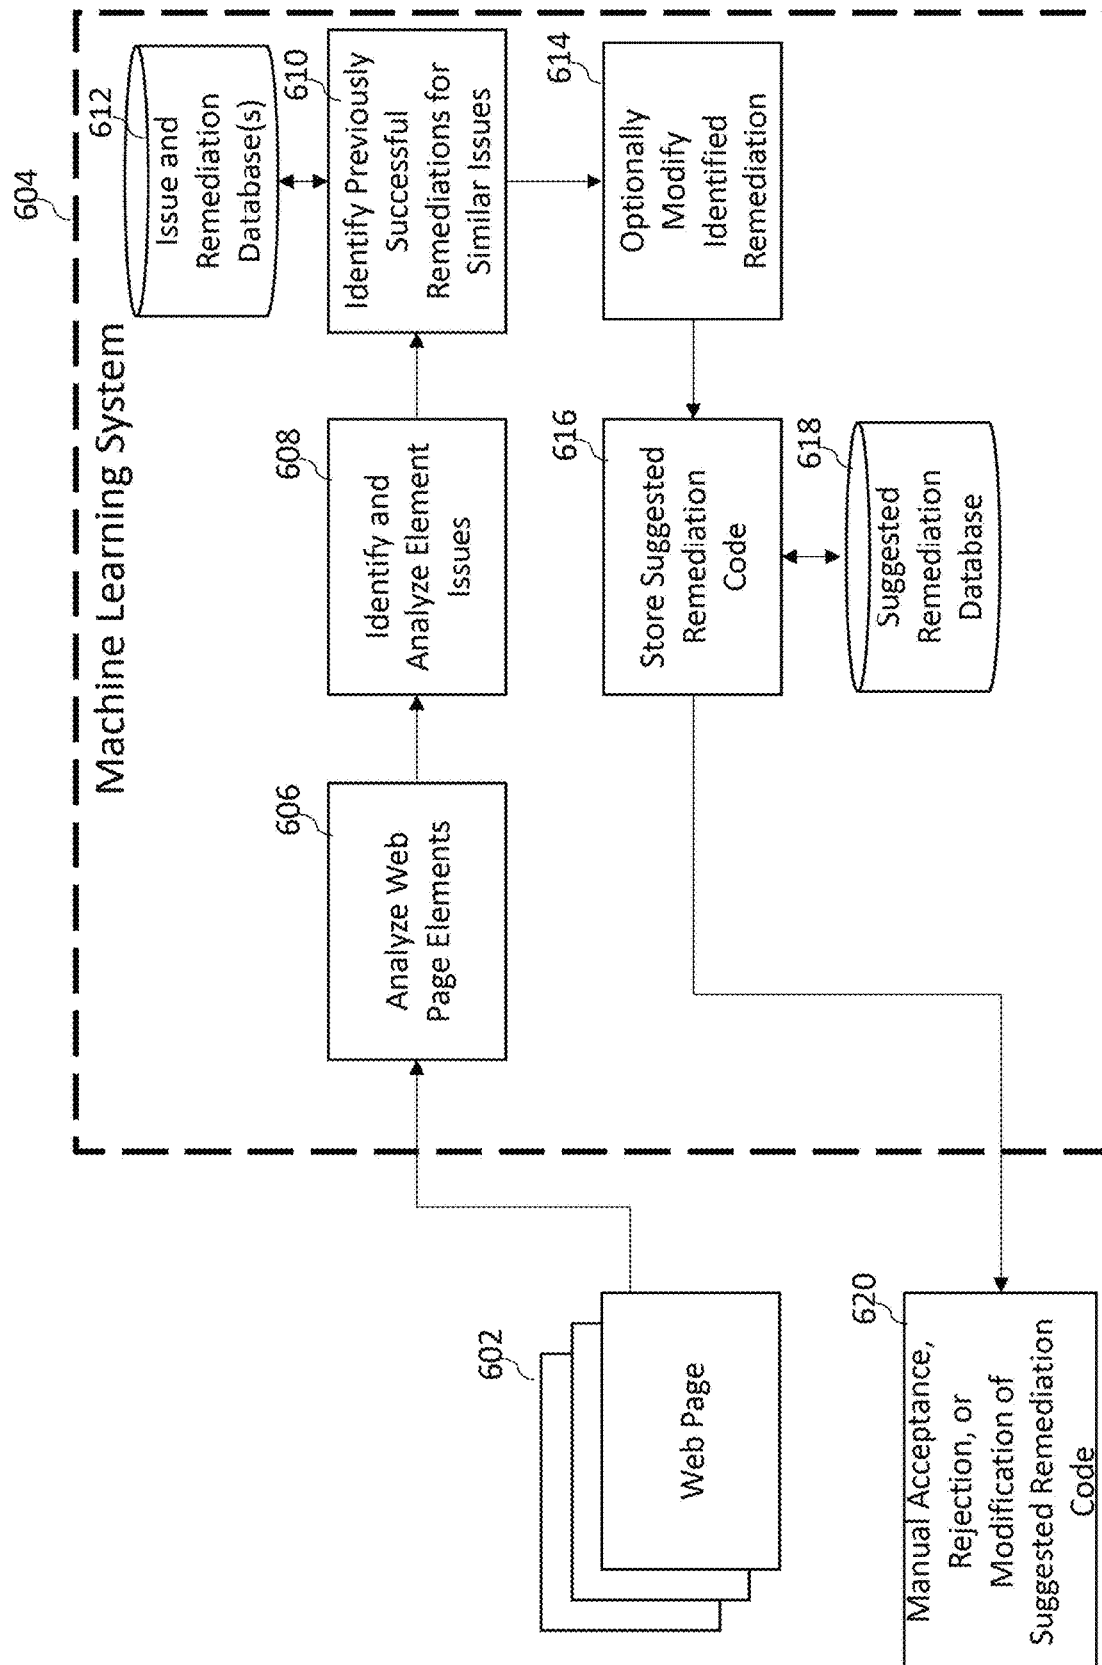 604
Machine Learning System
602
Web Page
606
Analyze Web
Page Elements
608
Identify and
Analyze Element
Issues
610
Identify Previously
Successful
Remediations for
Similar Issues
612
Issue and
Remediation
Database(s)
614
Optionally
Modify
Identified
Remediation
616
Store Suggested
Remediation
Code
618
Suggested
Remediation
Database
620
Manual Acceptance,
Rejection, or
Modification of
Suggested Remediation
Code